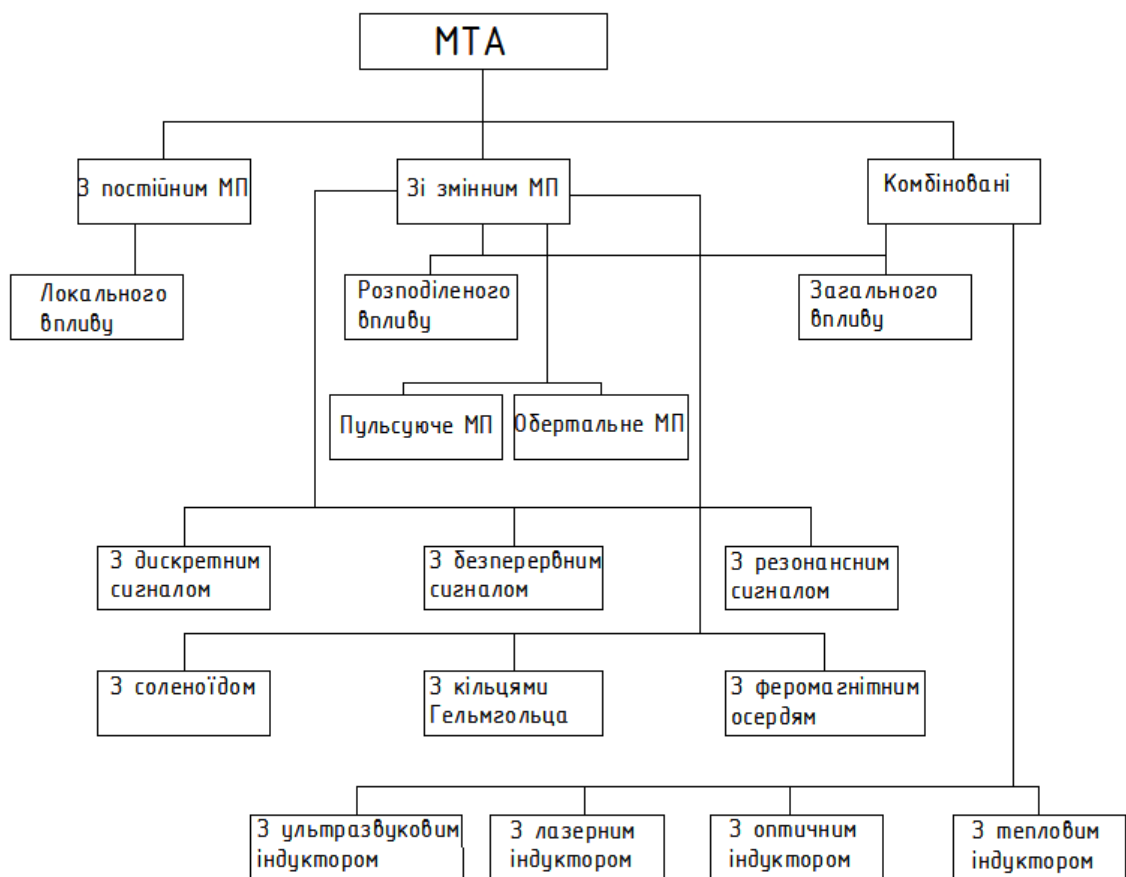 МТА
З постійним МП
Зі змінним МП
Комбіновані
Локального
впливу
Розподіленого
впливу
Загального
впливу
Пульсуюче МП
Обертальне МП
З дискретним
сигналом
З безперервним
сигналом
З резонансним
сигналом
З соленоїдом
З кільцями
Гельмгольца
З феромагнітним
осердям
З ультразвуковим
індуктором
З лазерним
індуктором
З оптичним
індуктором
З тепловим
індуктором